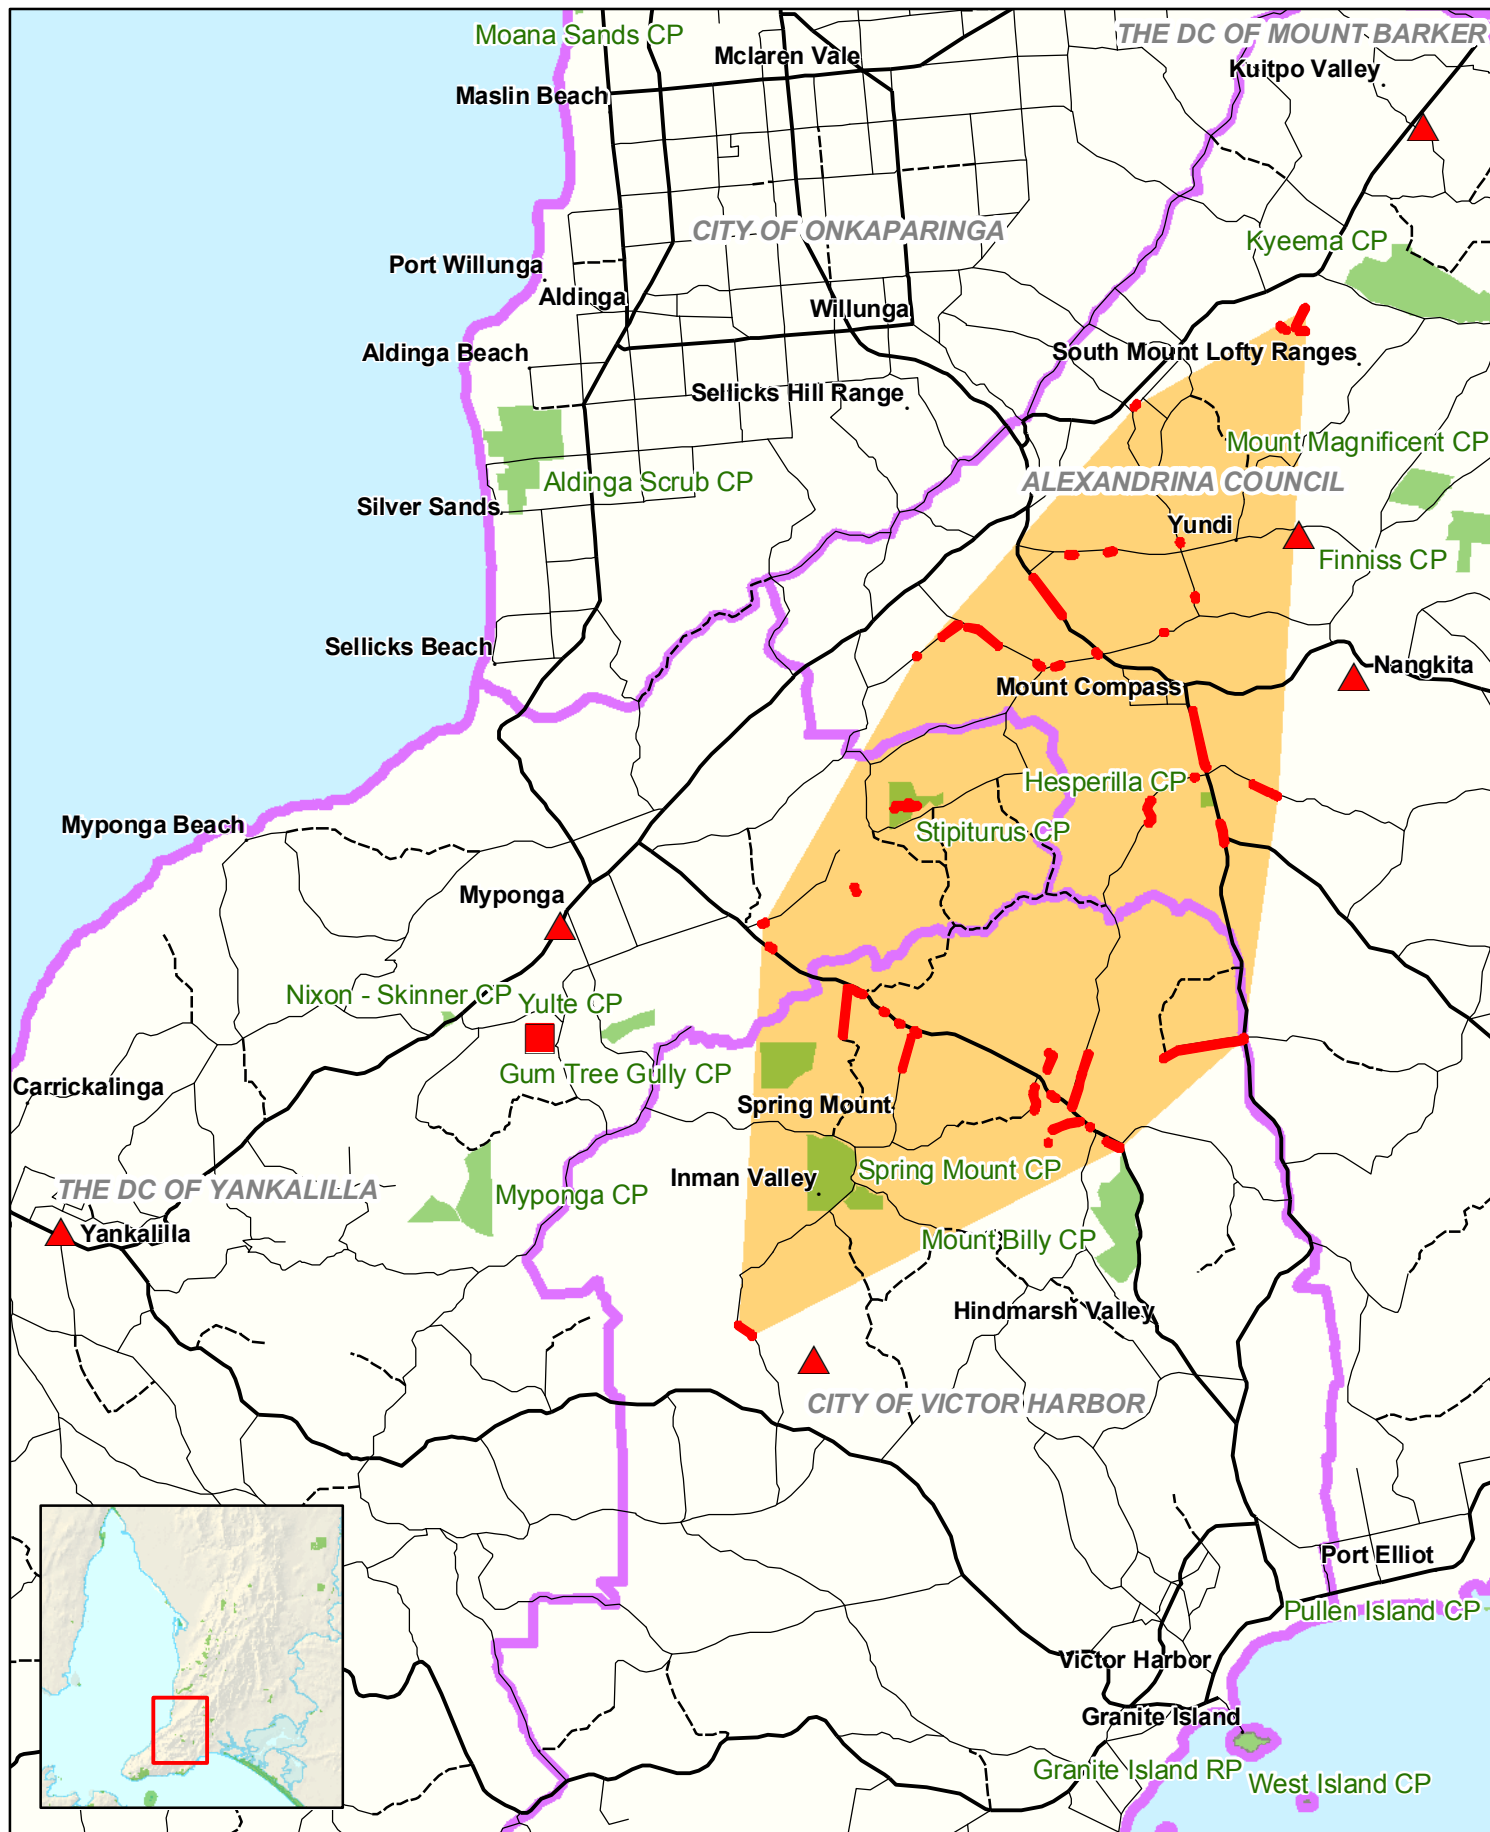 Moana Sands CP
THE DC OF MOUNT BARKER
Mclaren Vale
Kuitpo Valley
Maslin Beach
CITY OF ONKAPARINGA
Kyeema CP
Port Willunga
Aldinga
Willunga
Aldinga Beach
South Mount Lofty Ranges
Sellicks Hill Range
Mount Magnificent CP
Aldinga Scrub CP
ALEXANDRINA COUNCIL
Silver Sands
Yundi
Finniss CP
Sellicks Beach
Nangkita
Mount Compass
Hesperilla CP
Myponga Beach
Stipiturus CP
Myponga
Nixon - Skinner CP
Yulte CP
Gum Tree Gully CP
Carrickalinga
Spring Mount
Spring Mount CP
Inman Valley
THE DC OF YANKALILLA
Myponga CP
Yankalilla
Mount Billy CP
Hindmarsh Valley
CITY OF VICTOR HARBOR
Port Elliot
Pullen Island CP
Victor Harbor
Granite Island
Granite Island RP
West Island CP